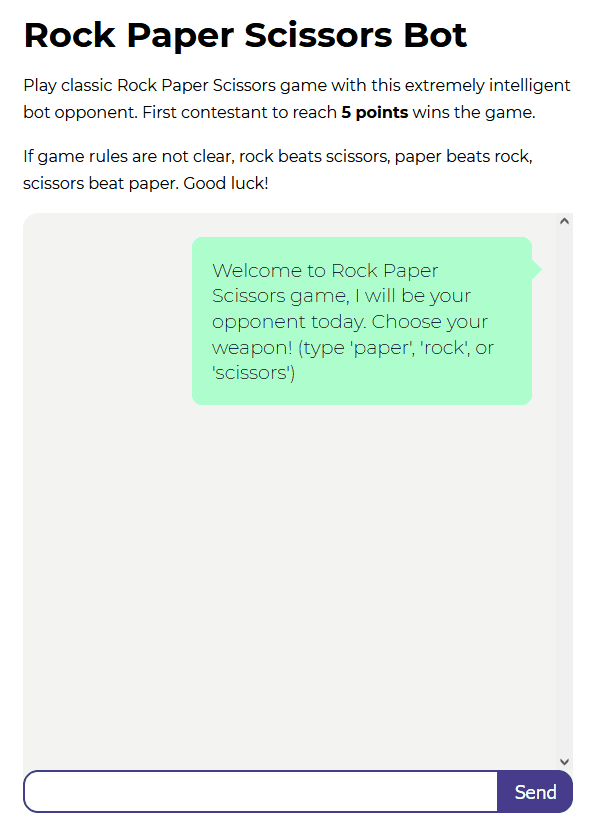 Rock Paper Scissors Bot
Play classic Rock Paper Scissors game with this extremely intelligent
bot opponent. First contestant to reach 5 points wins the game.
If game rules are not clear, rock beats scissors, paper beats rock,
scissors beat paper. Good luck!
Welcome to Rock Paper
Scissors game, I will be your
opponent today. Choose your
weapon! (type 'paper', 'rock', or
'scissors')
Send